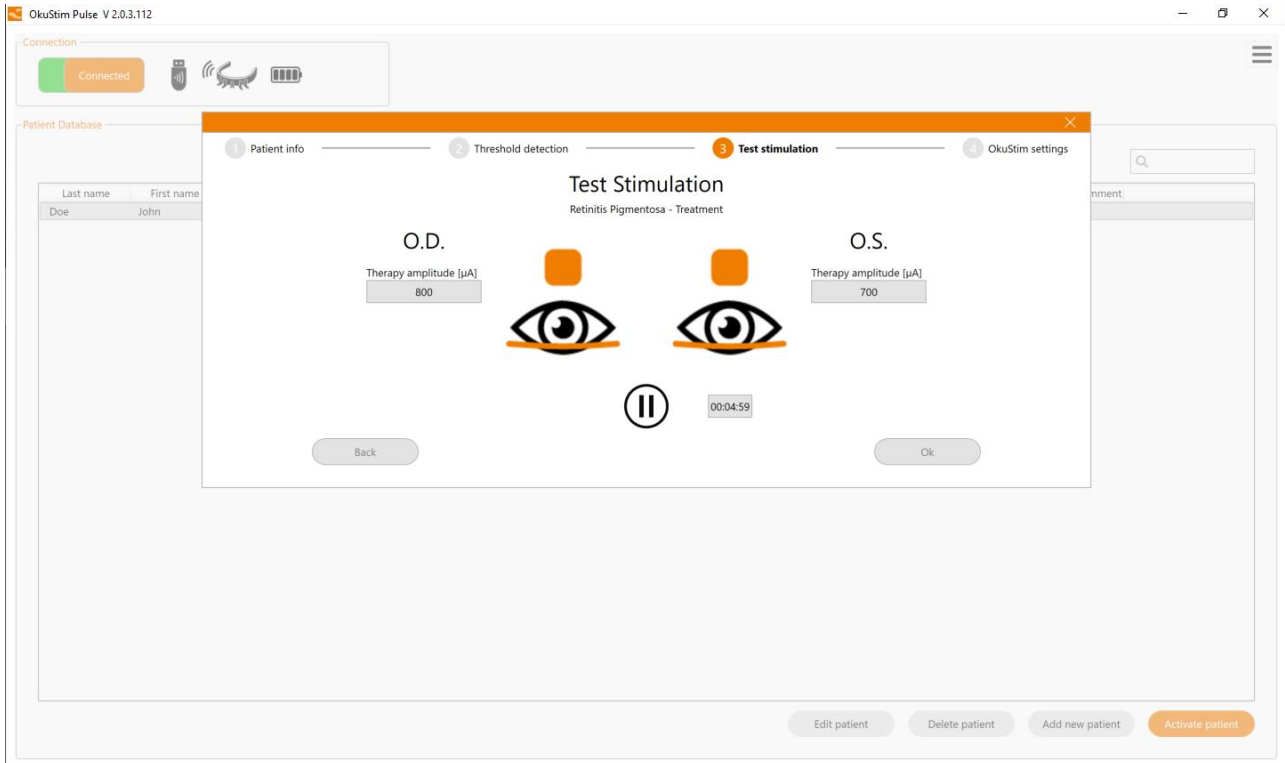 OkuStim Pulse V 2.0.3.112
Connection
Connected
Patient Database
1 Patient info
2 Threshold detection
3 Test stimulation
4 OkuStim settings
Last name First name
mment
Doe John
Test Stimulation
Retinitis Pigmentosa - Treatment
O.D.
O.S.
Therapy amplitude [µA]
Therapy amplitude [µA]
800
700
00:04:59
Back
Ok
Edit patient
Delete patient
Add new patient
Activate patient